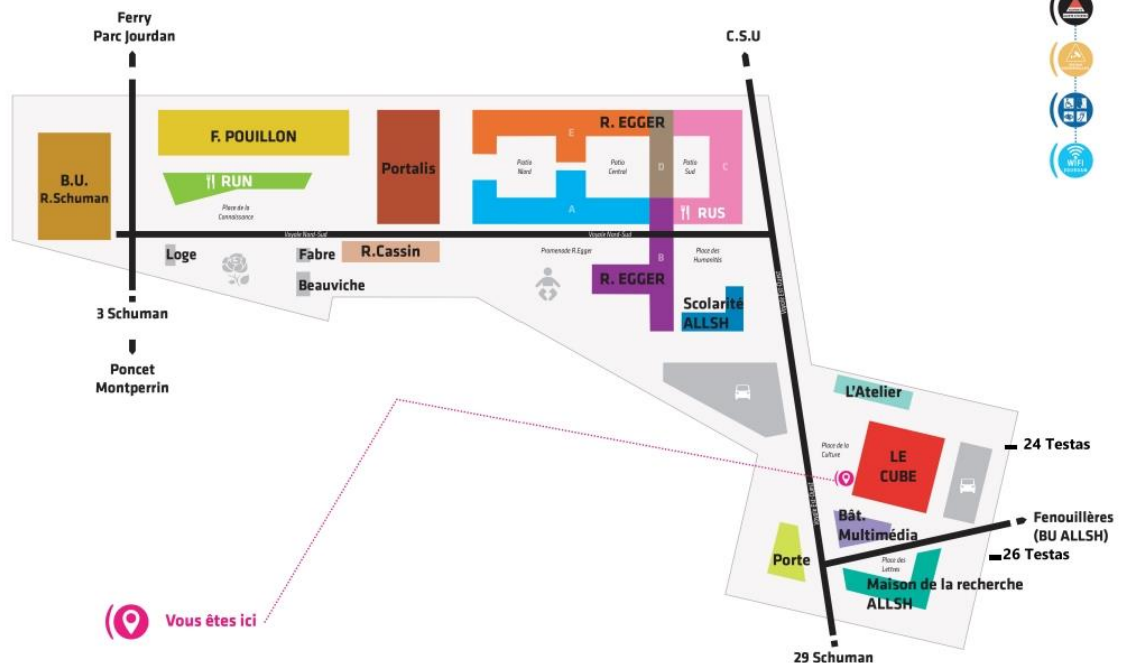 Ferry
Parc Jourdan
C.S.U
WiFi
B.U.
R.Schuman
F. POUILLON
RUN
Place de la
Connaissance
Portalis
E
R. EGGER
Patio
Nord
Patio
Central
D
Patio
Sud
C
A
RUS
Voyale Nord-Sud
Voyale Nord-Sud
Loge
Fabre
Beauviche
R.Cassin
Promenade R.Egger
B
Place des
Humanités
R. EGGER
Scolarité
ALLSH
3 Schuman
Poncet
Montperrin
L'Atelier
Place de la
Culture
LE
CUBE
24 Testas
Bât.
Multimédia
Fenouillères
(BU ALLSH)
26 Testas
Porte
Place des
Lettres
Maison de la recherche
ALLSH
Vous êtes ici
29 Schuman